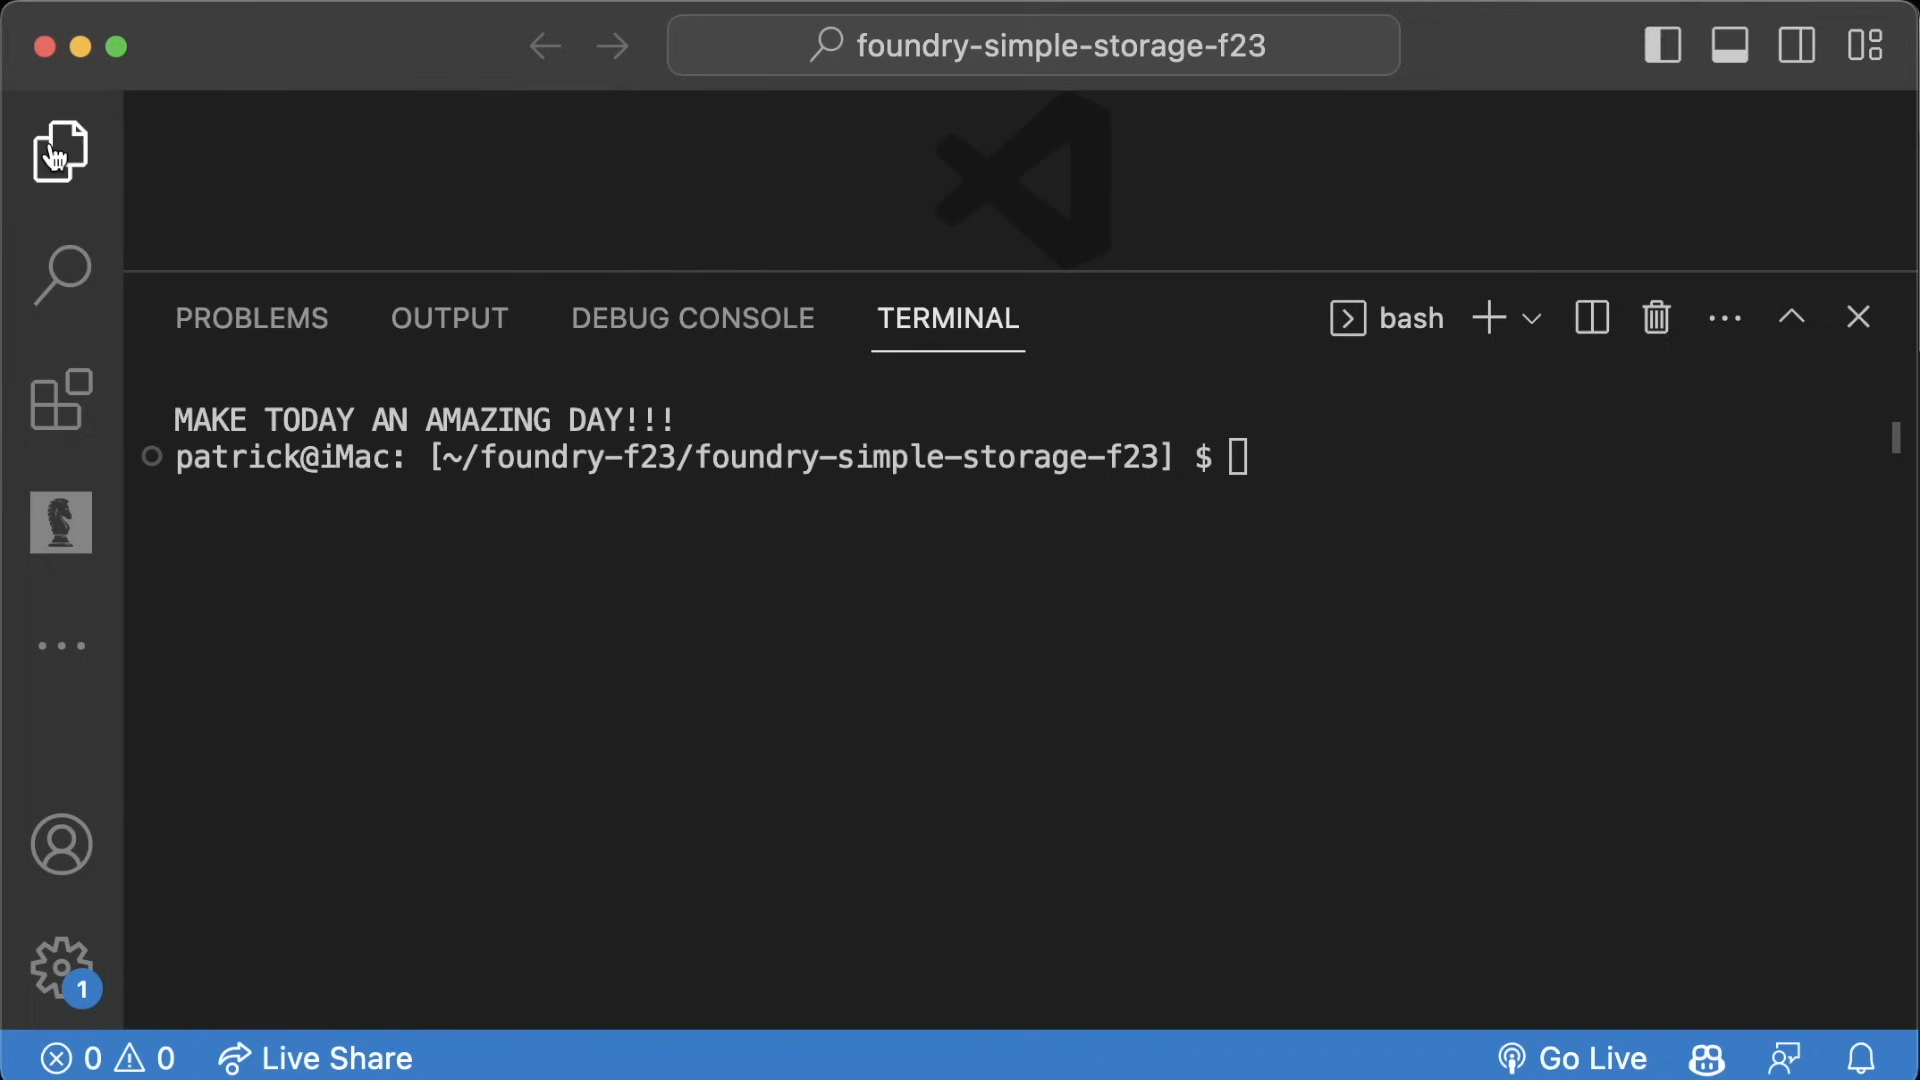 foundry-simple-storage-f23
PROBLEMS OUTPUT DEBUG CONSOLE TERMINAL bash
MAKE TODAY AN AMAZING DAY!!!
patrick@iMac: [~/foundry-f23/foundry-simple-storage-f23] $
1
0 0 Live Share Go Live